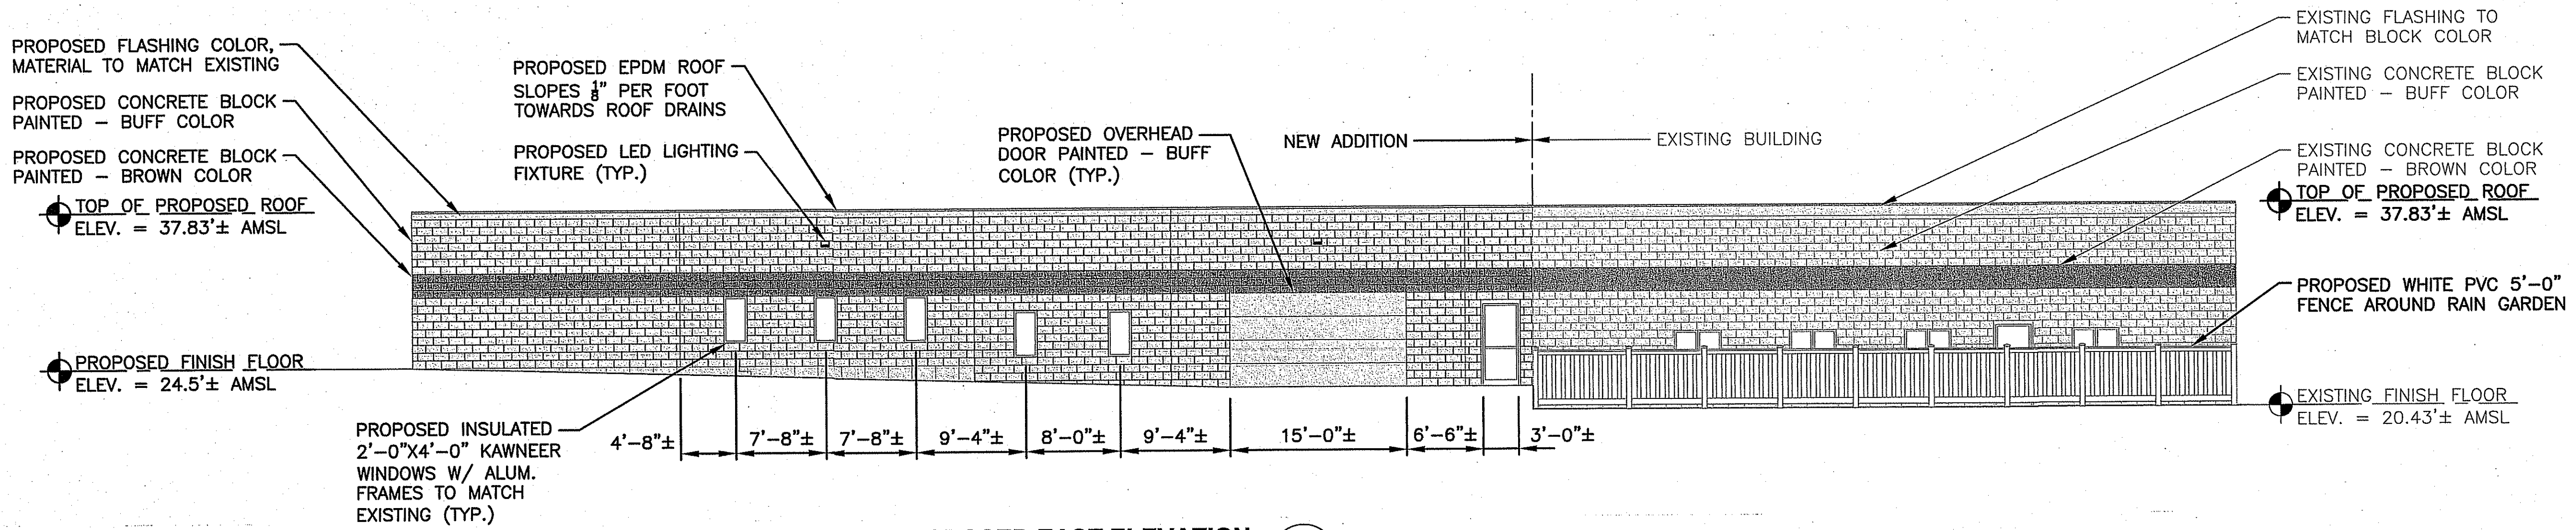 PROPOSED FLASHING COLOR,
MATERIAL TO MATCH EXISTING
PROPOSED CONCRETE BLOCK
PAINTED – BUFF COLOR
PROPOSED CONCRETE BLOCK
PAINTED – BROWN COLOR
TOP OF PROPOSED ROOF
ELEV. = 37.83'± AMSL
PROPOSED FINISH FLOOR
ELEV. = 24.5'± AMSL
PROPOSED EPDM ROOF
SLOPES 1/8" PER FOOT
TOWARDS ROOF DRAINS
PROPOSED LED LIGHTING
FIXTURE (TYP.)
PROPOSED OVERHEAD
DOOR PAINTED – BUFF
COLOR (TYP.)
NEW ADDITION
EXISTING BUILDING
EXISTING FLASHING TO
MATCH BLOCK COLOR
EXISTING CONCRETE BLOCK
PAINTED – BUFF COLOR
EXISTING CONCRETE BLOCK
PAINTED – BROWN COLOR
TOP OF PROPOSED ROOF
ELEV. = 37.83'± AMSL
PROPOSED WHITE PVC 5'-0"
FENCE AROUND RAIN GARDEN
EXISTING FINISH FLOOR
ELEV. = 20.43'± AMSL
PROPOSED INSULATED
2'-0"X4'-0" KAWNEER
WINDOWS W/ ALUM.
FRAMES TO MATCH
EXISTING (TYP.)
4'-8"± 7'-8"± 7'-8"± 9'-4"± 8'-0"± 9'-4"± 15'-0"± 6'-6"± 3'-0"±
EAST ELEVATION